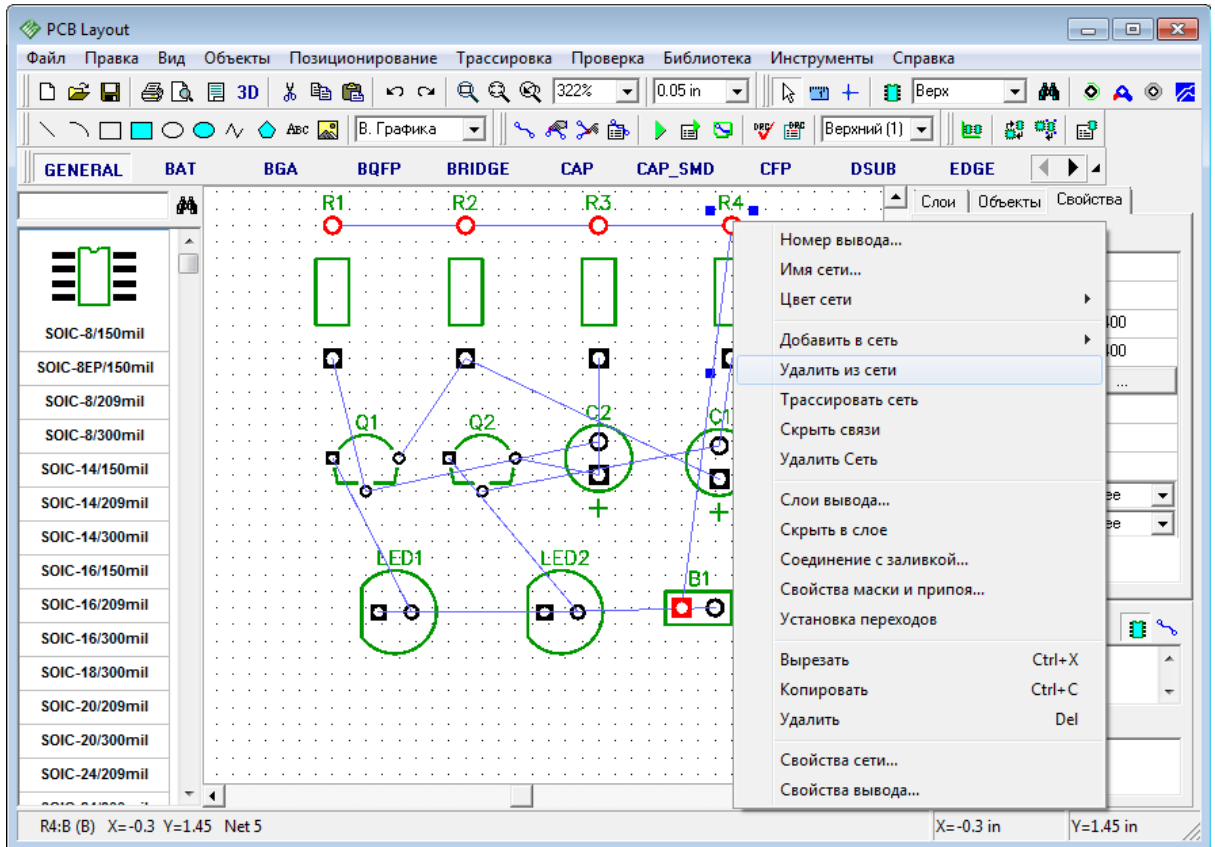 PCB Layout
Файл Правка Вид Объекты Позиционирование Трассировка Проверка Библиотека Инструменты Справка
3D 322% 0.05 in Верх
ABC В. Графика DRC Верхний (1)
GENERAL BAT BGA BQFP BRIDGE CAP CAP_SMD CFP DSUB EDGE
Слои Объекты Свойства
R1 R2 R3 R4
SOIC-8/150mil
SOIC-8EP/150mil
SOIC-8/209mil
SOIC-8/300mil
SOIC-14/150mil
SOIC-14/209mil
SOIC-14/300mil
SOIC-16/150mil
SOIC-16/209mil
SOIC-16/300mil
SOIC-18/300mil
SOIC-20/209mil
SOIC-20/300mil
SOIC-24/209mil
Q1 Q2 C2 C1
LED1 LED2 B1
Номер вывода...
Имя сети...
Цвет сети
Добавить в сеть
Удалить из сети
Трассировать сеть
Скрыть связи
Удалить Сеть
Слои вывода...
Скрыть в слое
Соединение с заливкой...
Свойства маски и припоя...
Установка переходов
Вырезать Ctrl+X
Копировать Ctrl+C
Удалить Del
Свойства сети...
Свойства вывода...
...
R4:B (B) X=-0.3 Y=1.45 Net 5 X=-0.3 in Y=1.45 in